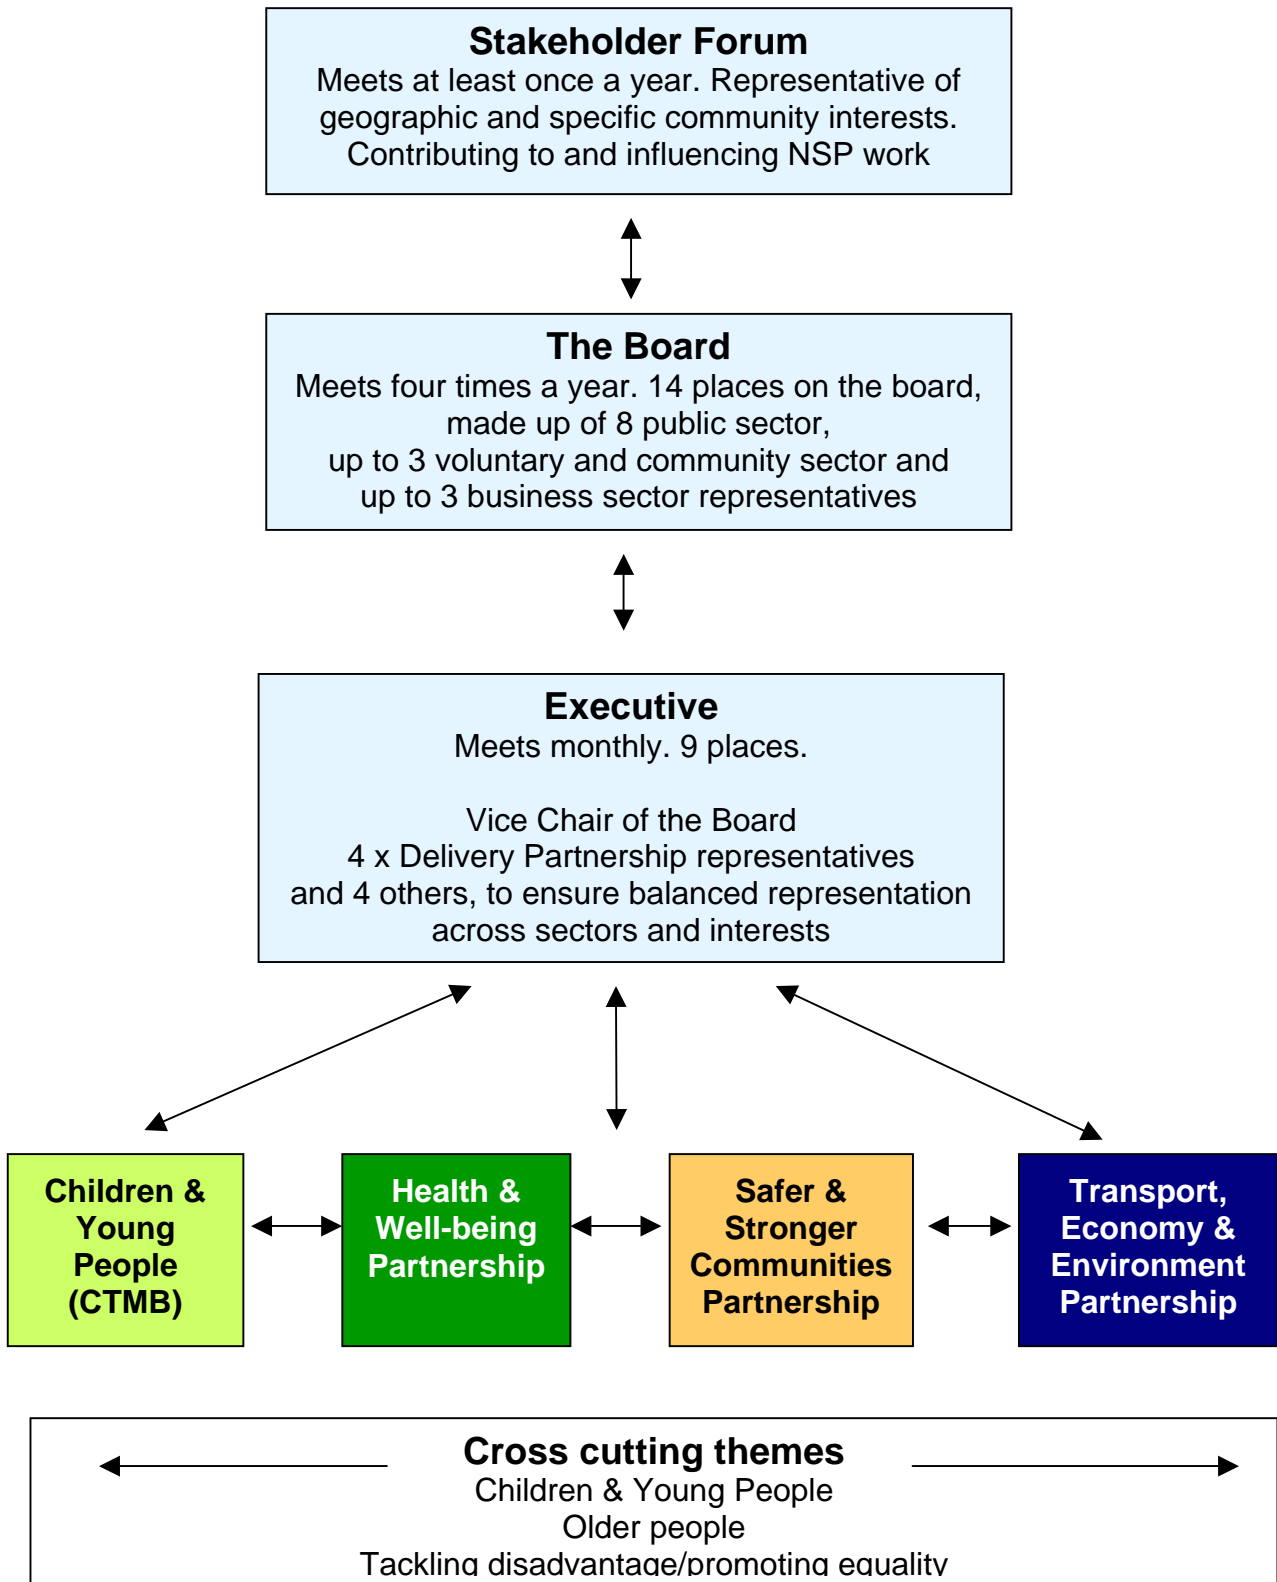 Stakeholder Forum
Meets at least once a year. Representative of
geographic and specific community interests.
Contributing to and influencing NSP work
The Board
Meets four times a year. 14 places on the board,
made up of 8 public sector,
up to 3 voluntary and community sector and
up to 3 business sector representatives
Executive
Meets monthly. 9 places.
Vice Chair of the Board
4 x Delivery Partnership representatives
and 4 others, to ensure balanced representation
across sectors and interests
Children &
Young
People
(CTMB)
Health &
Well-being
Partnership
Safer &
Stronger
Communities
Partnership
Transport,
Economy &
Environment
Partnership
Cross cutting themes
Children & Young People
Older people
Tackling disadvantage/promoting equality